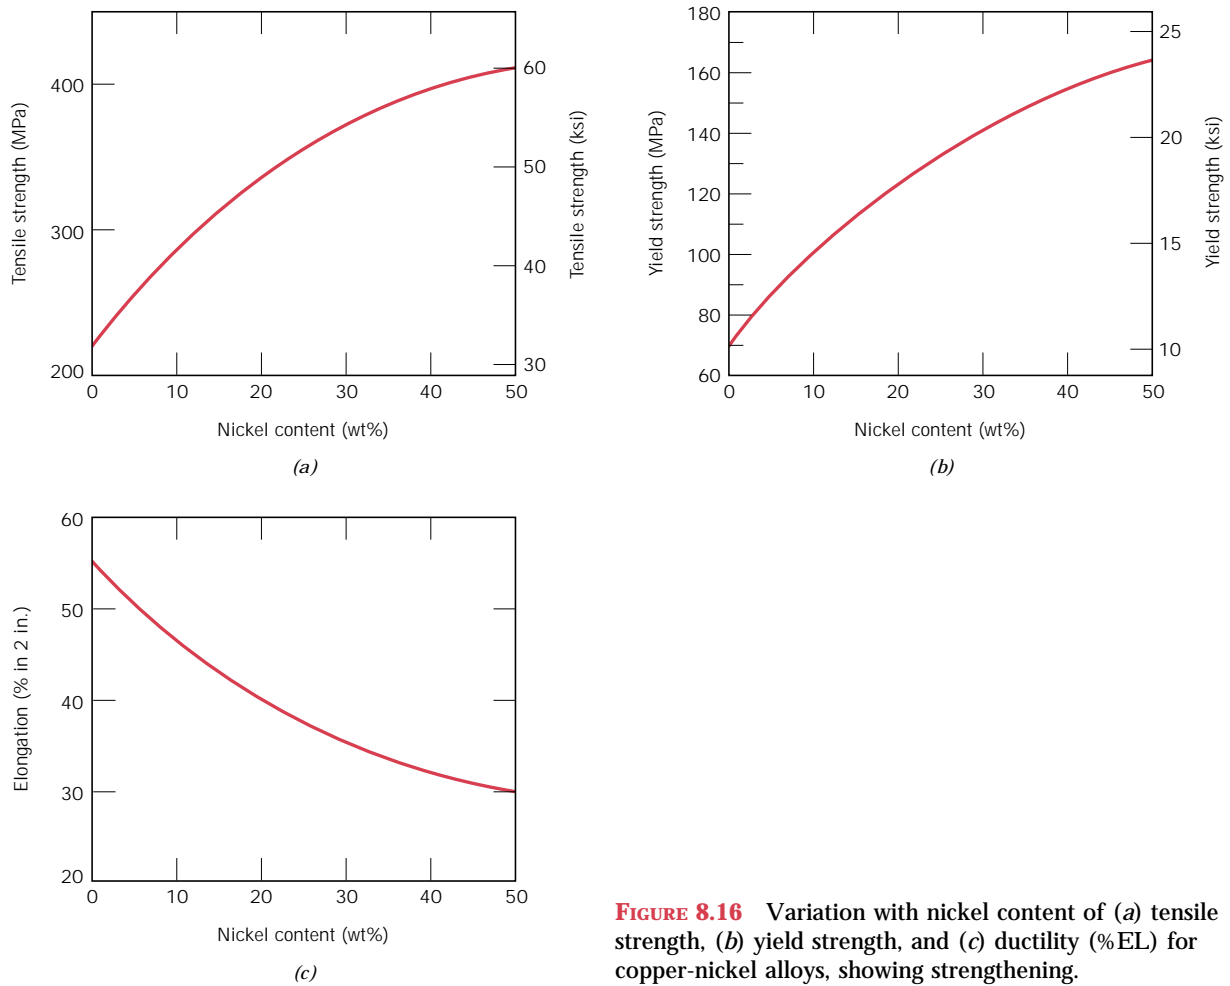 Tensile strength (MPa)
400
300
200
60
50
40
30
Tensile strength (ksi)
0 10 20 30 40 50
Nickel content (wt%)
(a)
Yield strength (MPa)
180
160
140
120
100
80
60
25
20
15
10
Yield strength (ksi)
0 10 20 30 40 50
Nickel content (wt%)
(b)
Elongation (% in 2 in.)
60
50
40
30
20
0 10 20 30 40 50
Nickel content (wt%)
(c)
FIGURE 8.16 Variation with nickel content of (a) tensile
strength, (b) yield strength, and (c) ductility (%EL) for
copper-nickel alloys, showing strengthening.